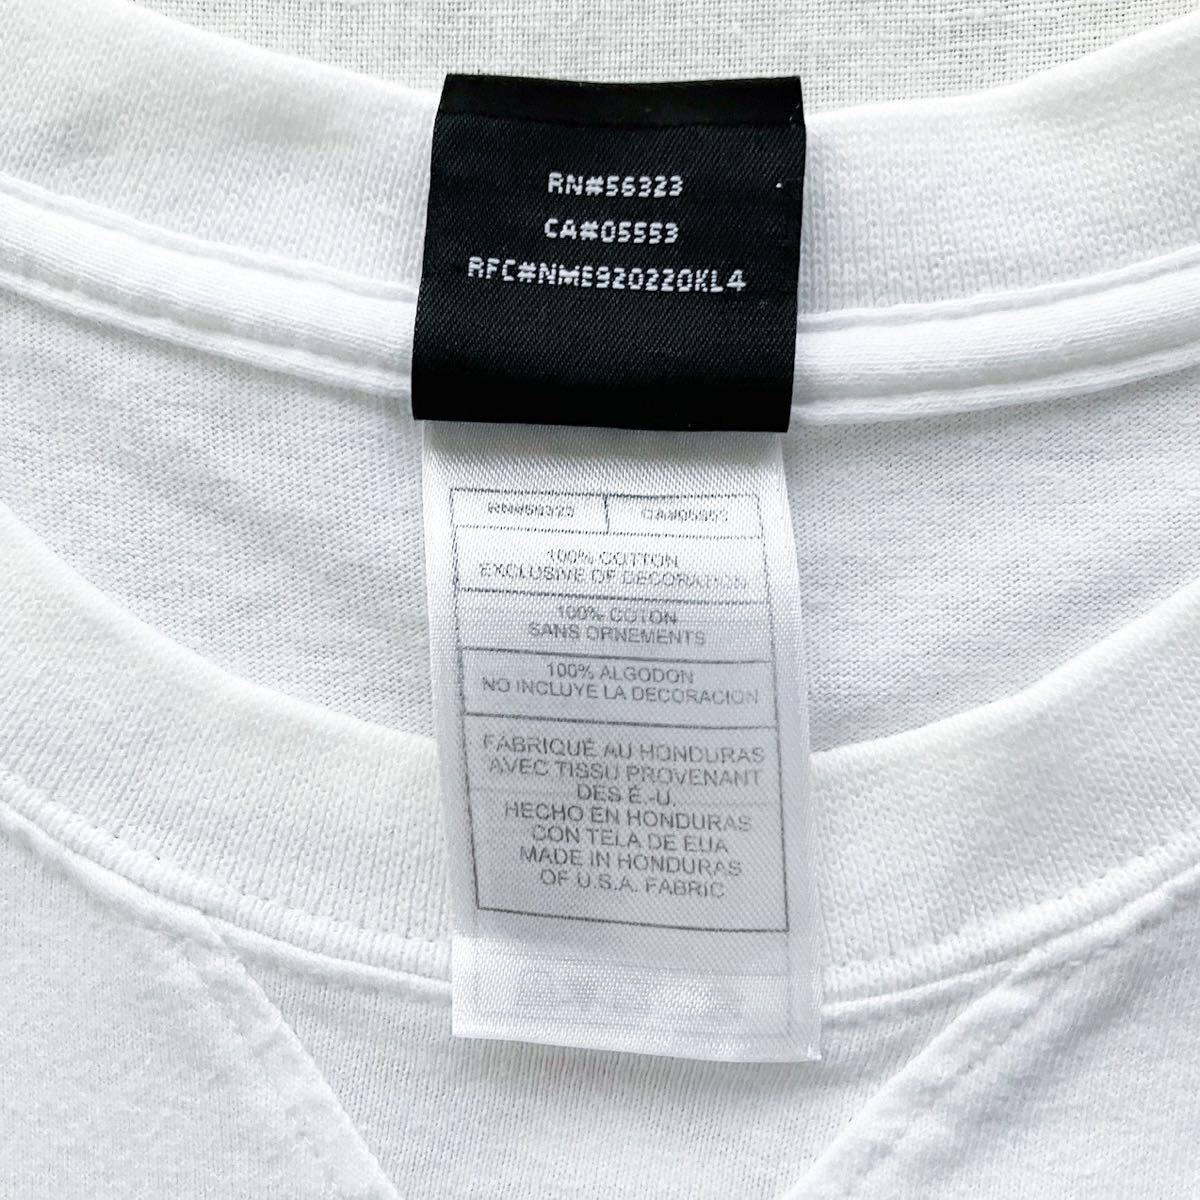 RN#56323
CA#05553
RFC#NME920220KL4
RN#56323 CA#05553
100% COTTON
EXCLUSIVE OF DECORATION
100% COTON
SANS ORNEMENTS
100% ALGODON
NO INCLUYE LA DECORACION
FABRIQUÉ AU HONDURAS
AVEC TISSU PROVENANT
DES É.-U.
HECHO EN HONDURAS
CON TELA DE EUA
MADE IN HONDURAS
OF U.S.A. FABRIC